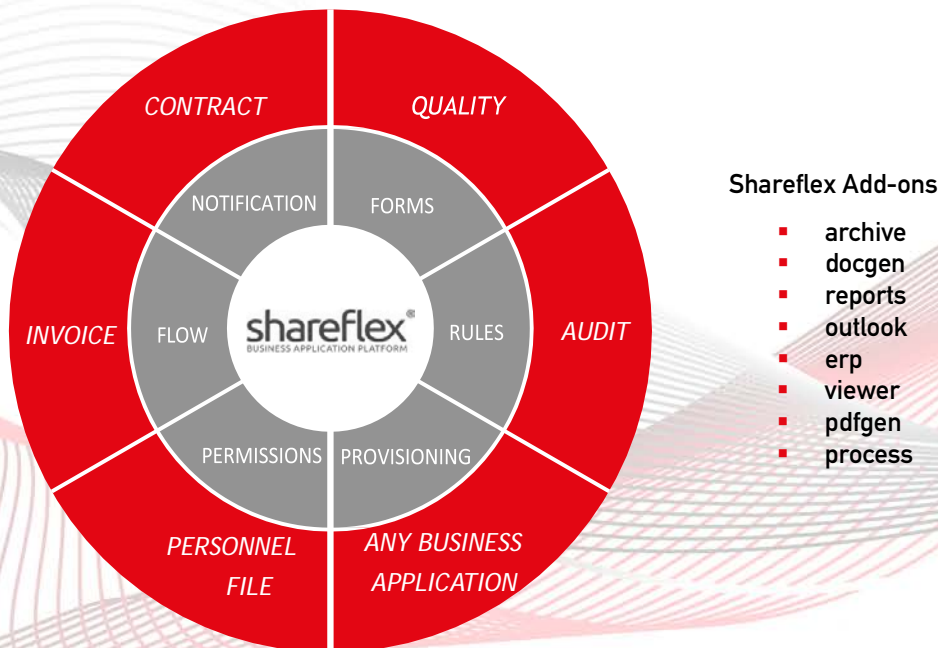 CONTRACT
QUALITY
NOTIFICATION
FORMS
Shareflex Add-ons
archive
docgen
reports
outlook
erp
viewer
pdfgen
process
INVOICE
FLOW
shareflex®
BUSINESS APPLICATION PLATFORM
RULES
AUDIT
PERMISSIONS
PROVISIONING
PERSONNEL
FILE
ANY BUSINESS
APPLICATION